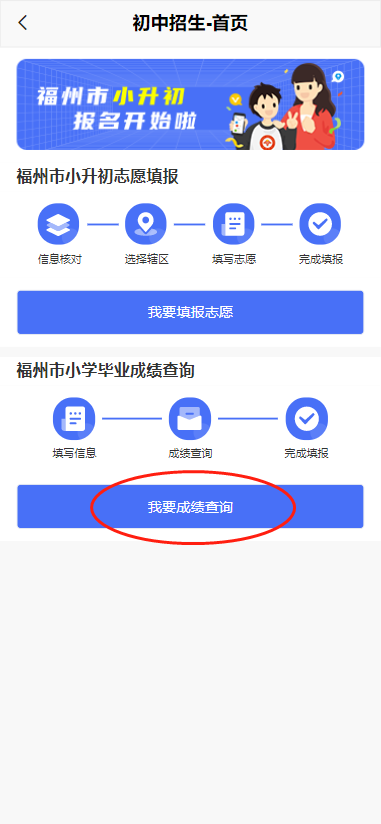 初中招生-首页
福州市小升初
报名开始啦
福州市小升初志愿填报
信息核对 选择辖区 填写志愿 完成填报
我要填报志愿
福州市小学毕业成绩查询
填写信息 成绩查询 完成填报
我要成绩查询